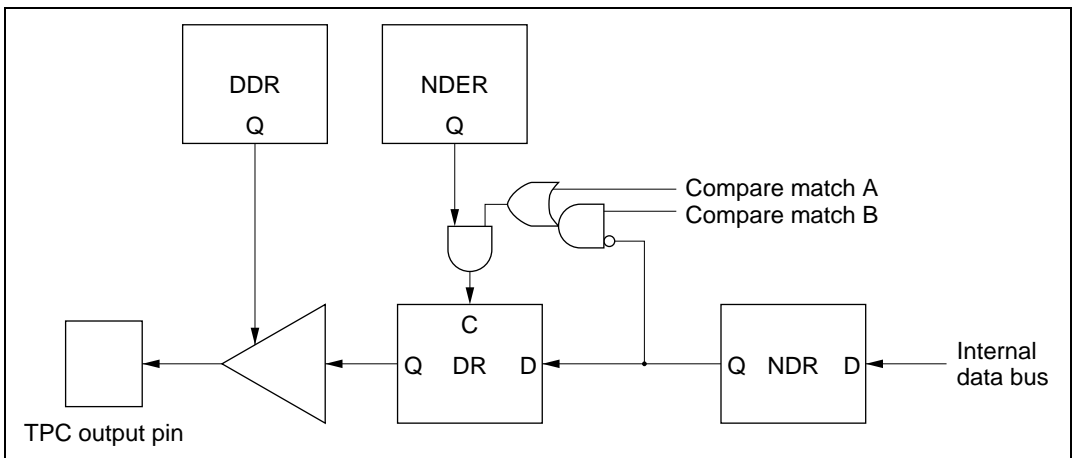 DDR
Q
NDER
Q
Compare match A
Compare match B
C
Q DR D
Q NDR D
Internal
data bus
TPC output pin